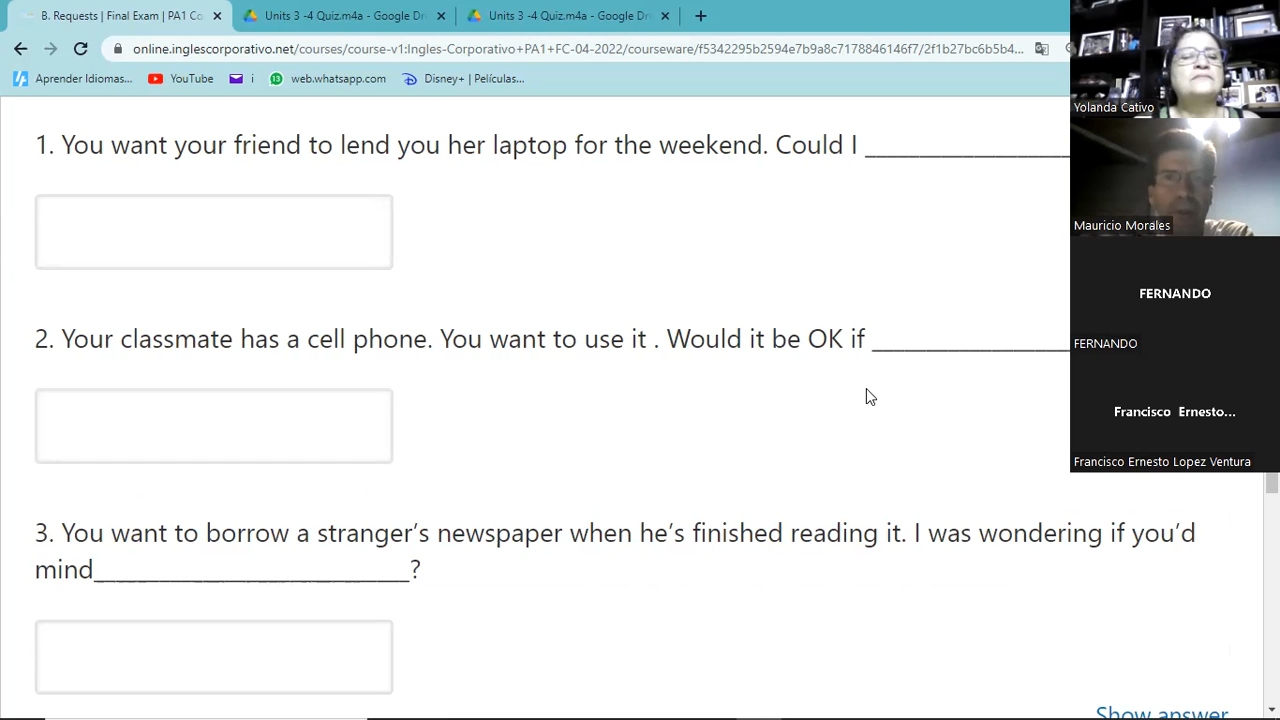 B. Requests | Final Exam | PA1 Co
Units 3 -4 Quiz.m4a - Google Dr
Units 3 -4 Quiz.m4a - Google Dr
online.inglescorporativo.net/courses/course-v1:Ingles-Corporativo+PA1+FC-04-2022/courseware/f5342295b2594e7b9a8c7178846146f7/2f1b27bc6b5b4...
Aprender Idiomas...
YouTube
i
web.whatsapp.com
Disney+ | Películas...
Yolanda Cativo
1. You want your friend to lend you her laptop for the weekend. Could I _______________
Mauricio Morales
FERNANDO
2. Your classmate has a cell phone. You want to use it . Would it be OK if ______________
FERNANDO
Francisco Ernesto...
Francisco Ernesto Lopez Ventura
3. You want to borrow a stranger’s newspaper when he’s finished reading it. I was wondering if you’d
mind_______________________?
Show answer